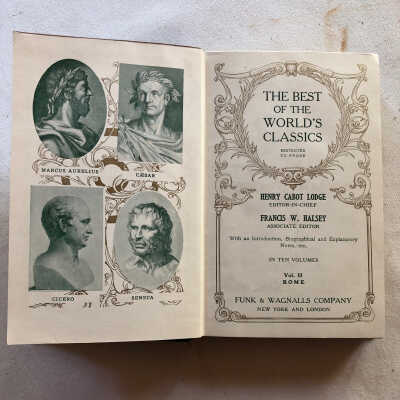 MARCUS AURELIUS
CÆSAR
CICERO
SENECA
THE BEST
OF THE
WORLD'S
CLASSICS
RESTRICTED
TO PROSE
HENRY CABOT LODGE
EDITOR-IN-CHIEF
FRANCIS W. HALSEY
ASSOCIATE EDITOR
With an Introduction, Biographical and Explanatory
Notes, etc.
IN TEN VOLUMES
Vol. II
ROME
FUNK & WAGNALLS COMPANY
NEW YORK AND LONDON